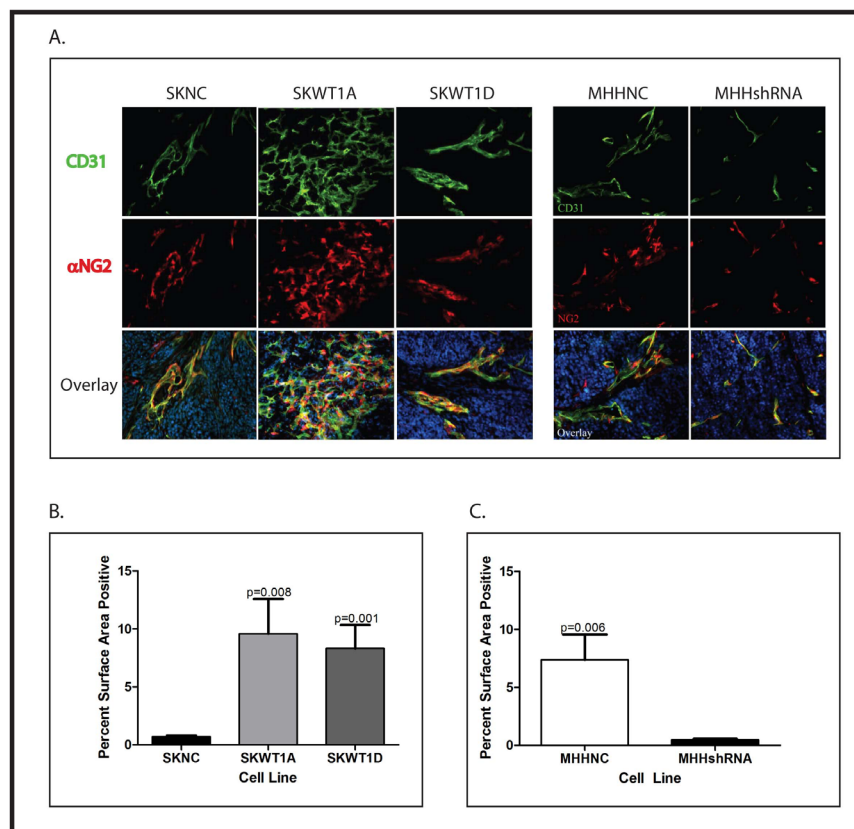 A.
SKNC SKWT1A SKWT1D MHHNC MHHshRNA
CD31
CD31
αNG2
NG2
Overlay
Overlay
B.
Percent Surface Area Positive
15
10
5
0
p=0.008
p=0.001
SKNC SKWT1A SKWT1D
Cell Line
C.
Percent Surface Area Positive
15
10
5
0
p=0.006
MHHNC MHHshRNA
Cell Line